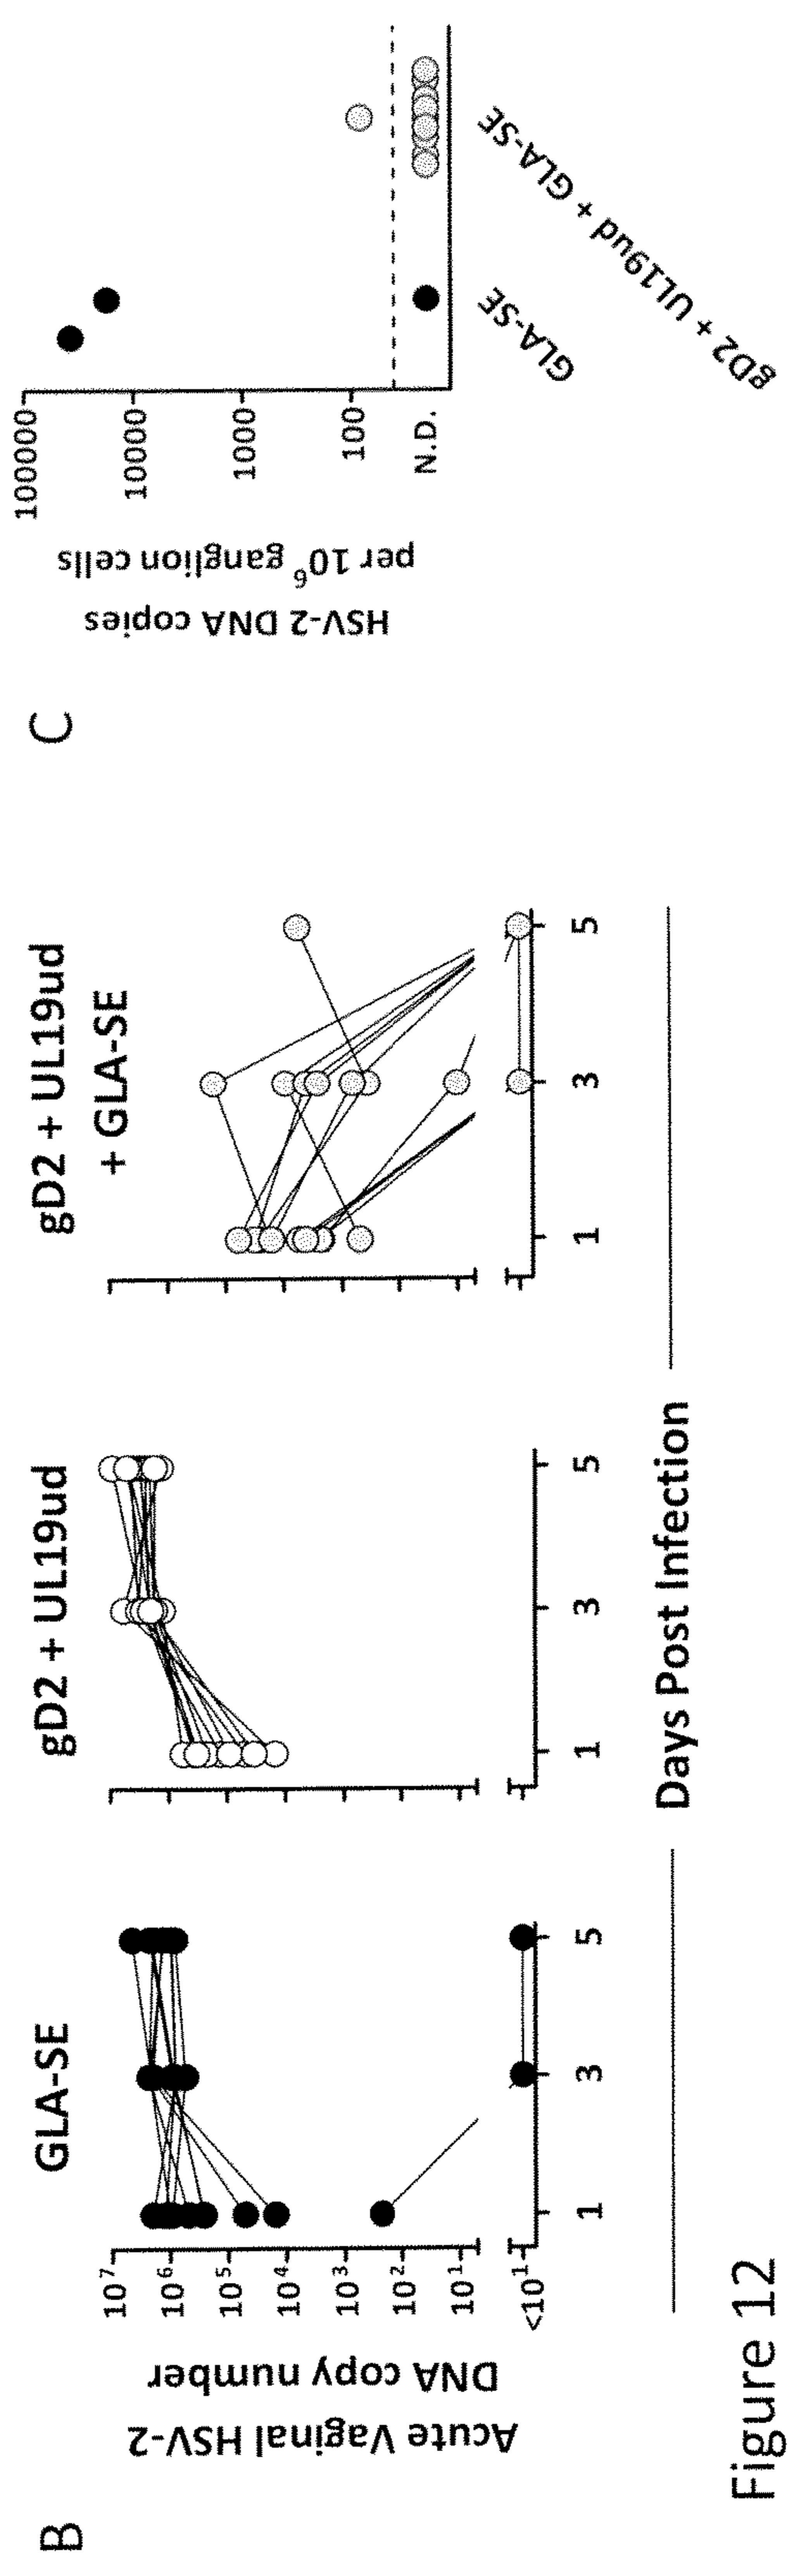 B
Acute Vaginal HSV-2
DNA copy number
10⁷
10⁶
10⁵
10⁴
10³
10²
10¹
<10¹
GLA-SE
1
3
5
gD2 + UL19ud
1
3
5
gD2 + UL19ud
+ GLA-SE
1
3
5
Days Post Infection
C
HSV-2 DNA copies
per 10⁶ ganglion cells
100000
10000
1000
100
N.D.
GLA-SE
gD2 + UL19ud + GLA-SE
Figure 12